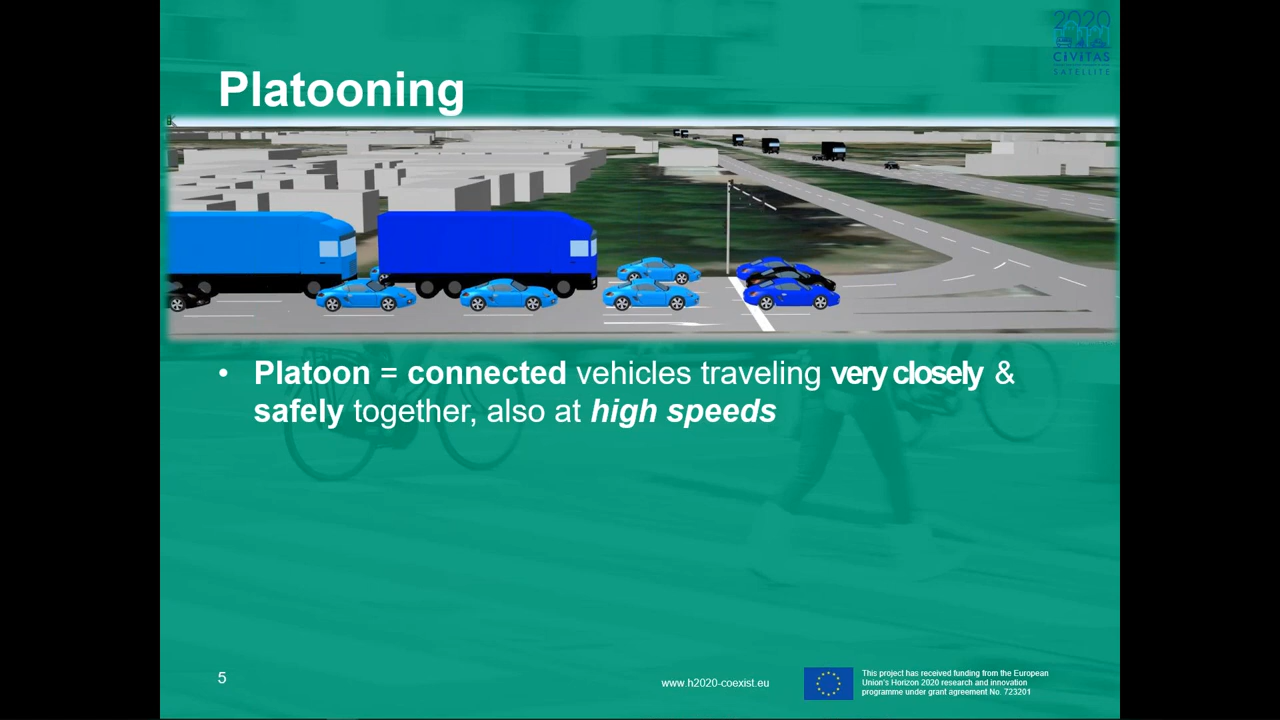 2020
CIVITAS
SATELLITE
Platooning
• Platoon = connected vehicles traveling very closely &
safely together, also at high speeds
5
www.h2020-coexist.eu
This project has received funding from the European
Union's Horizon 2020 research and innovation
programme under grant agreement No. 723201